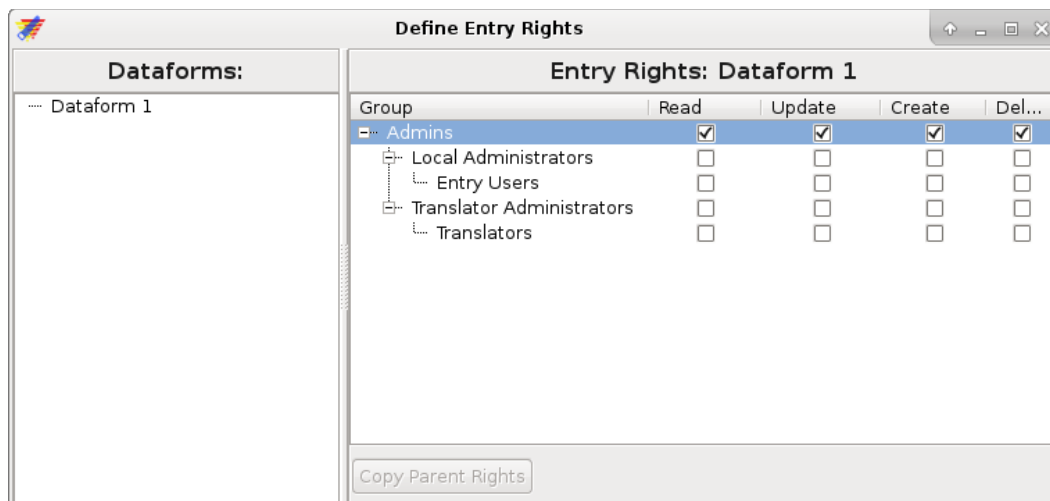 Define Entry Rights
Dataforms:
Entry Rights: Dataform 1
Dataform 1
Group Read Update Create Del...
Admins
Local Administrators
Entry Users
Translator Administrators
Translators
Copy Parent Rights